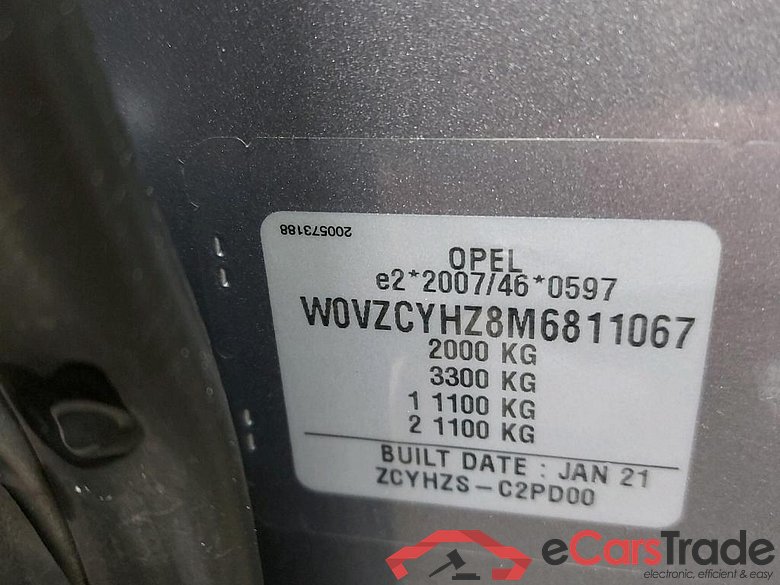 200573188
OPEL
e2*2007/46*0597
W0VZCYHZ8M6811067
2000 KG
3300 KG
1 1100 KG
2 1100 KG
BUILT DATE : JAN 21
ZCYHZS - C2PD00
eCarsTrade
electronic, efficient & easy